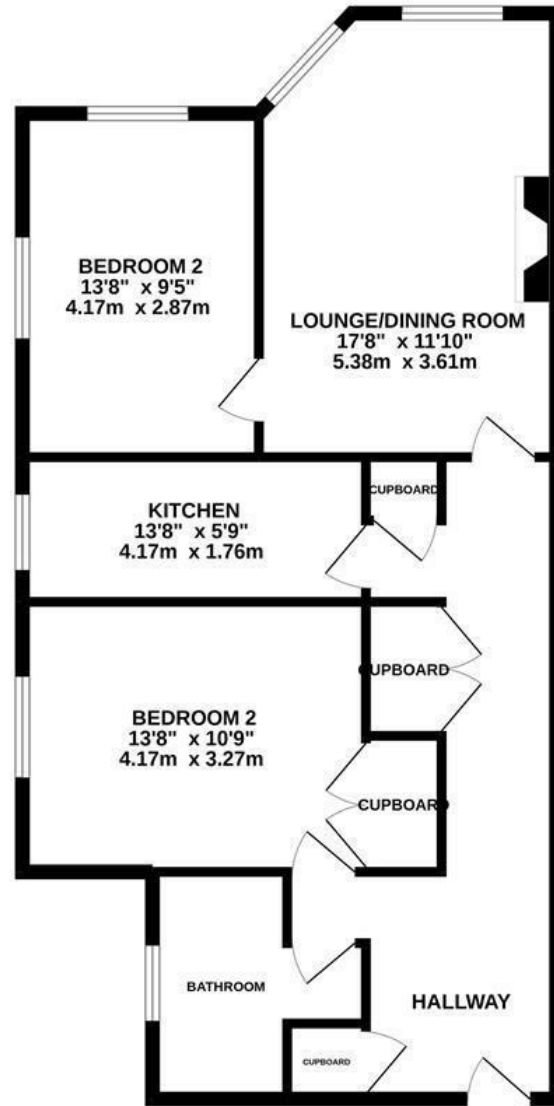 BEDROOM 2
13'8" x 9'5"
4.17m x 2.87m
LOUNGE/DINING ROOM
17'8" x 11'10"
5.38m x 3.61m
KITCHEN
13'8" x 5'9"
4.17m x 1.76m
CUPBOARD
CUPBOARD
BEDROOM 2
13'8" x 10'9"
4.17m x 3.27m
CUPBOARD
BATHROOM
HALLWAY
CUPBOARD